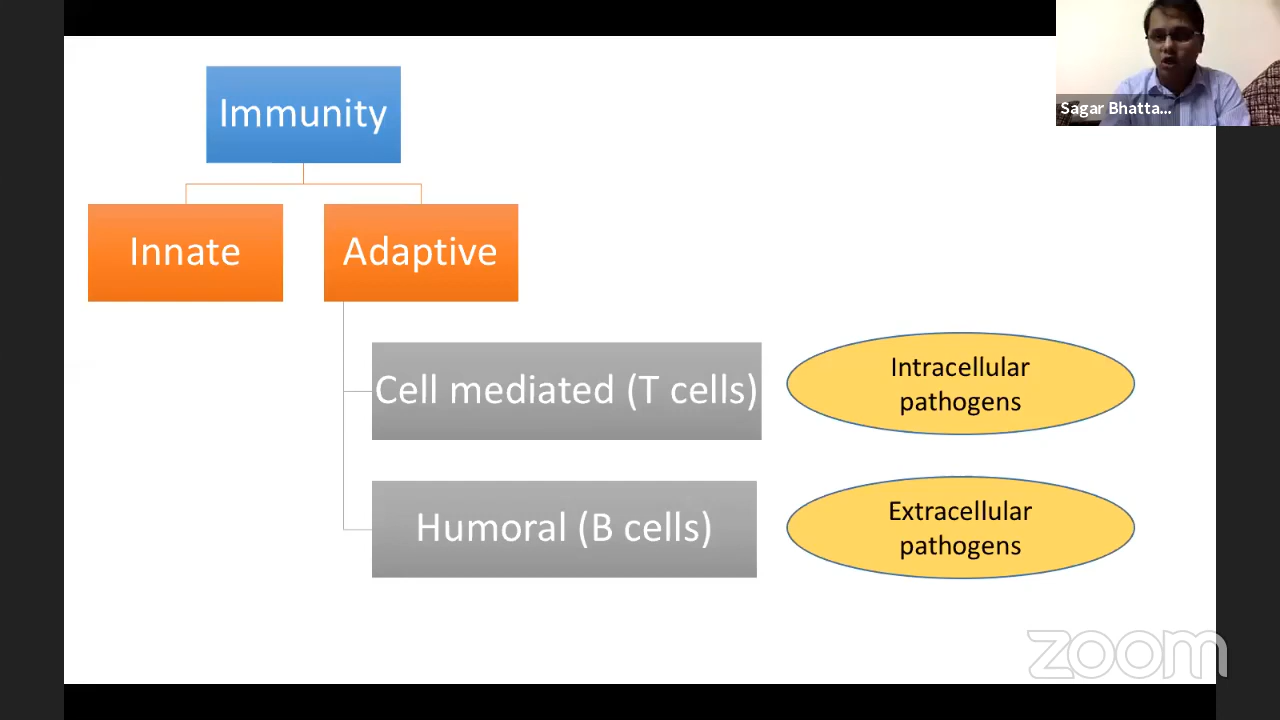 Immunity
Sagar Bhatta...
Innate
Adaptive
Cell mediated (T cells)
Intracellular
pathogens
Humoral (B cells)
Extracellular
pathogens
zoom